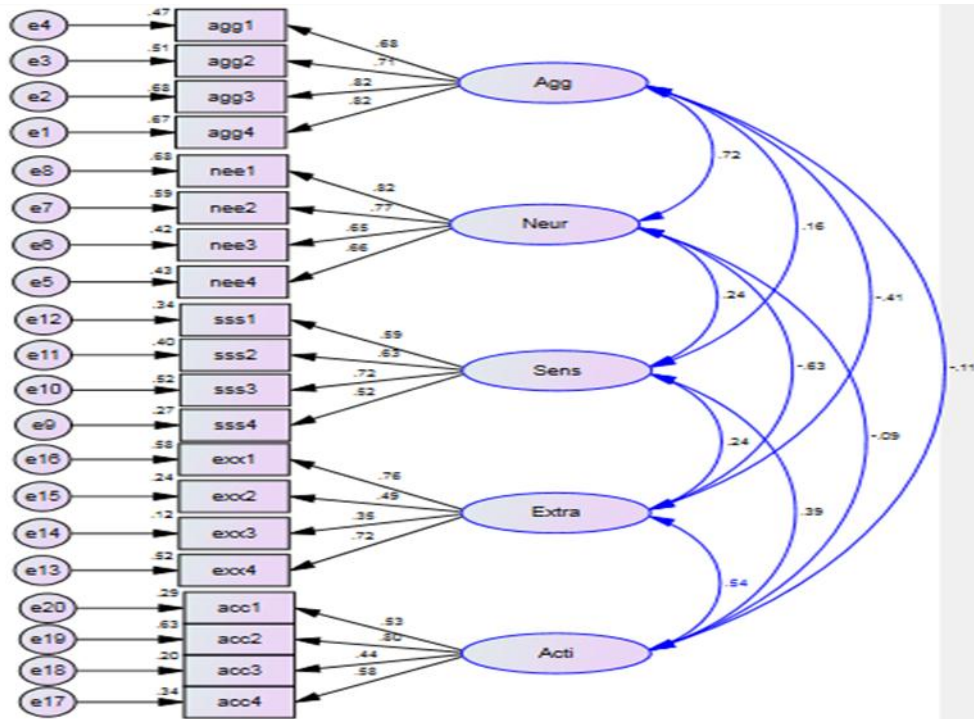 e4 .47 agg1 .68
e3 .51 agg2 .71
e2 .68 agg3 .82
e1 .67 agg4 .82
Agg
e8 .68 nee1 .82
e7 .59 nee2 .77
e6 .42 nee3 .65
e5 .43 nee4 .66
Neur
e12 .34 sss1 .59
e11 .40 sss2 .63
e10 .52 sss3 .72
e9 .27 sss4 .52
Sens
e16 .58 exx1 .76
e15 .24 exx2 .49
e14 .12 exx3 .35
e13 .52 exx4 .72
Extra
e20 .29 acc1 .53
e19 .63 acc2 .80
e18 .20 acc3 .44
e17 .34 acc4 .58
Acti
.72
.16
.24
-.41
-.63
-.11
.24
-.09
.39
.54